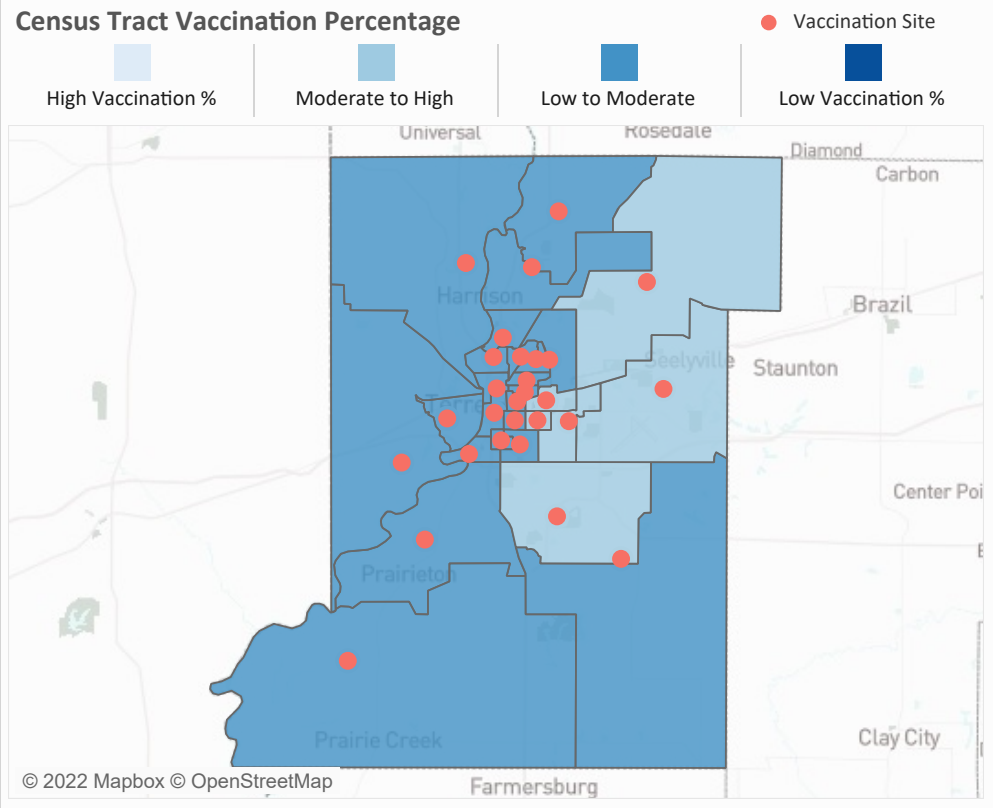 Census Tract Vaccination Percentage
Vaccination Site
High Vaccination %
Moderate to High
Low to Moderate
Low Vaccination %
Universal
Rosedale
Diamond
Carbon
Harrison
Brazil
Seelyville
Staunton
Terre
Center Poi
Prairieton
Prairie Creek
Clay City
© 2022 Mapbox © OpenStreetMap
Farmersburg